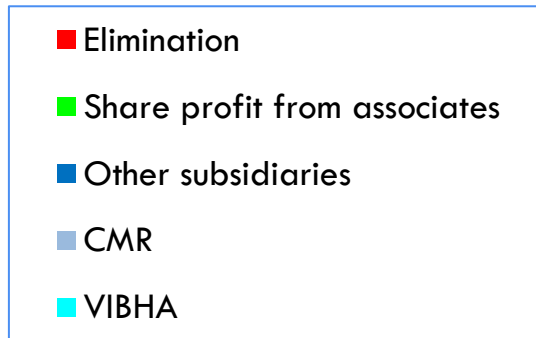 Elimination
Share profit from associates
Other subsidiaries
CMR
VIBHA